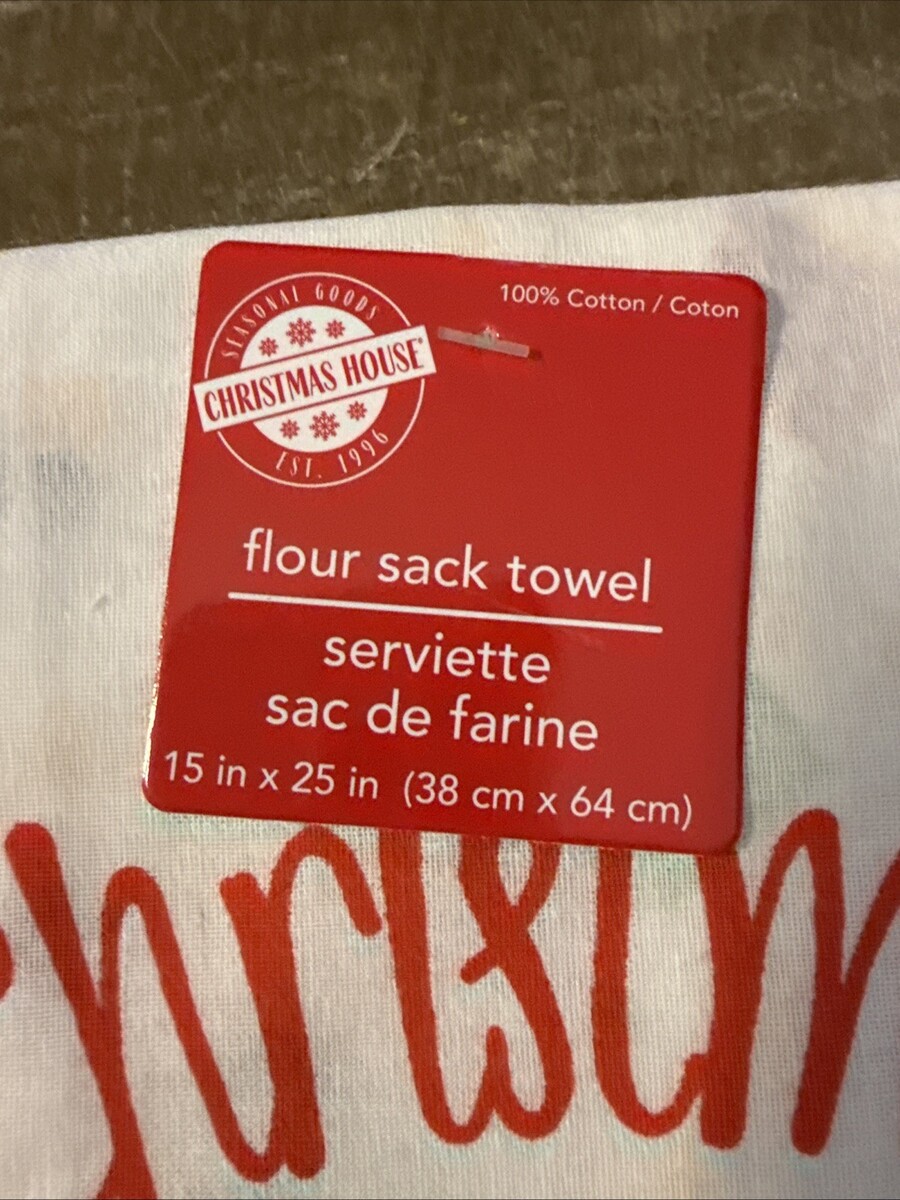 SEASONAL GOODS
CHRISTMAS HOUSE®
EST. 1996
100% Cotton / Coton
flour sack towel
serviette
sac de farine
15 in x 25 in (38 cm x 64 cm)